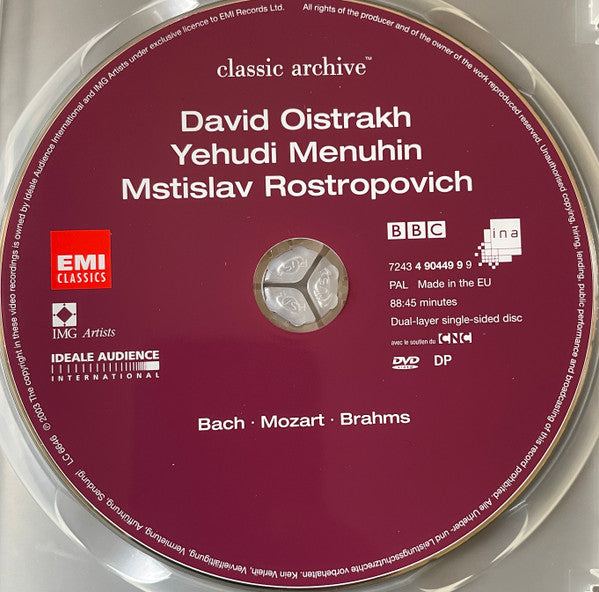 classic archive™
David Oistrakh
Yehudi Menuhin
Mstislav Rostropovich
EMI
CLASSICS
IMG Artists
IDEALE AUDIENCE
INTERNATIONAL
BBC
ina
7243 4 90449 9 9
PAL Made in the EU
88:45 minutes
Dual-layer single-sided disc
avec le soutien du CNC
DVD VIDEO DP
Bach · Mozart · Brahms
LC 6646 ℗ 2003 The copyright in these video recordings is owned by Idéale Audience International and IMG Artists under exclusive licence to EMI Records Ltd. All rights of the producer and of the owner of the work reproduced reserved. Unauthorised copying, hiring, lending, public performance and broadcasting of this record prohibited. Alle Urheber- und Leistungsschutzrechte vorbehalten. Kein Verleih, Vervielfältigung, Vermietung, Aufführung, Sendung!